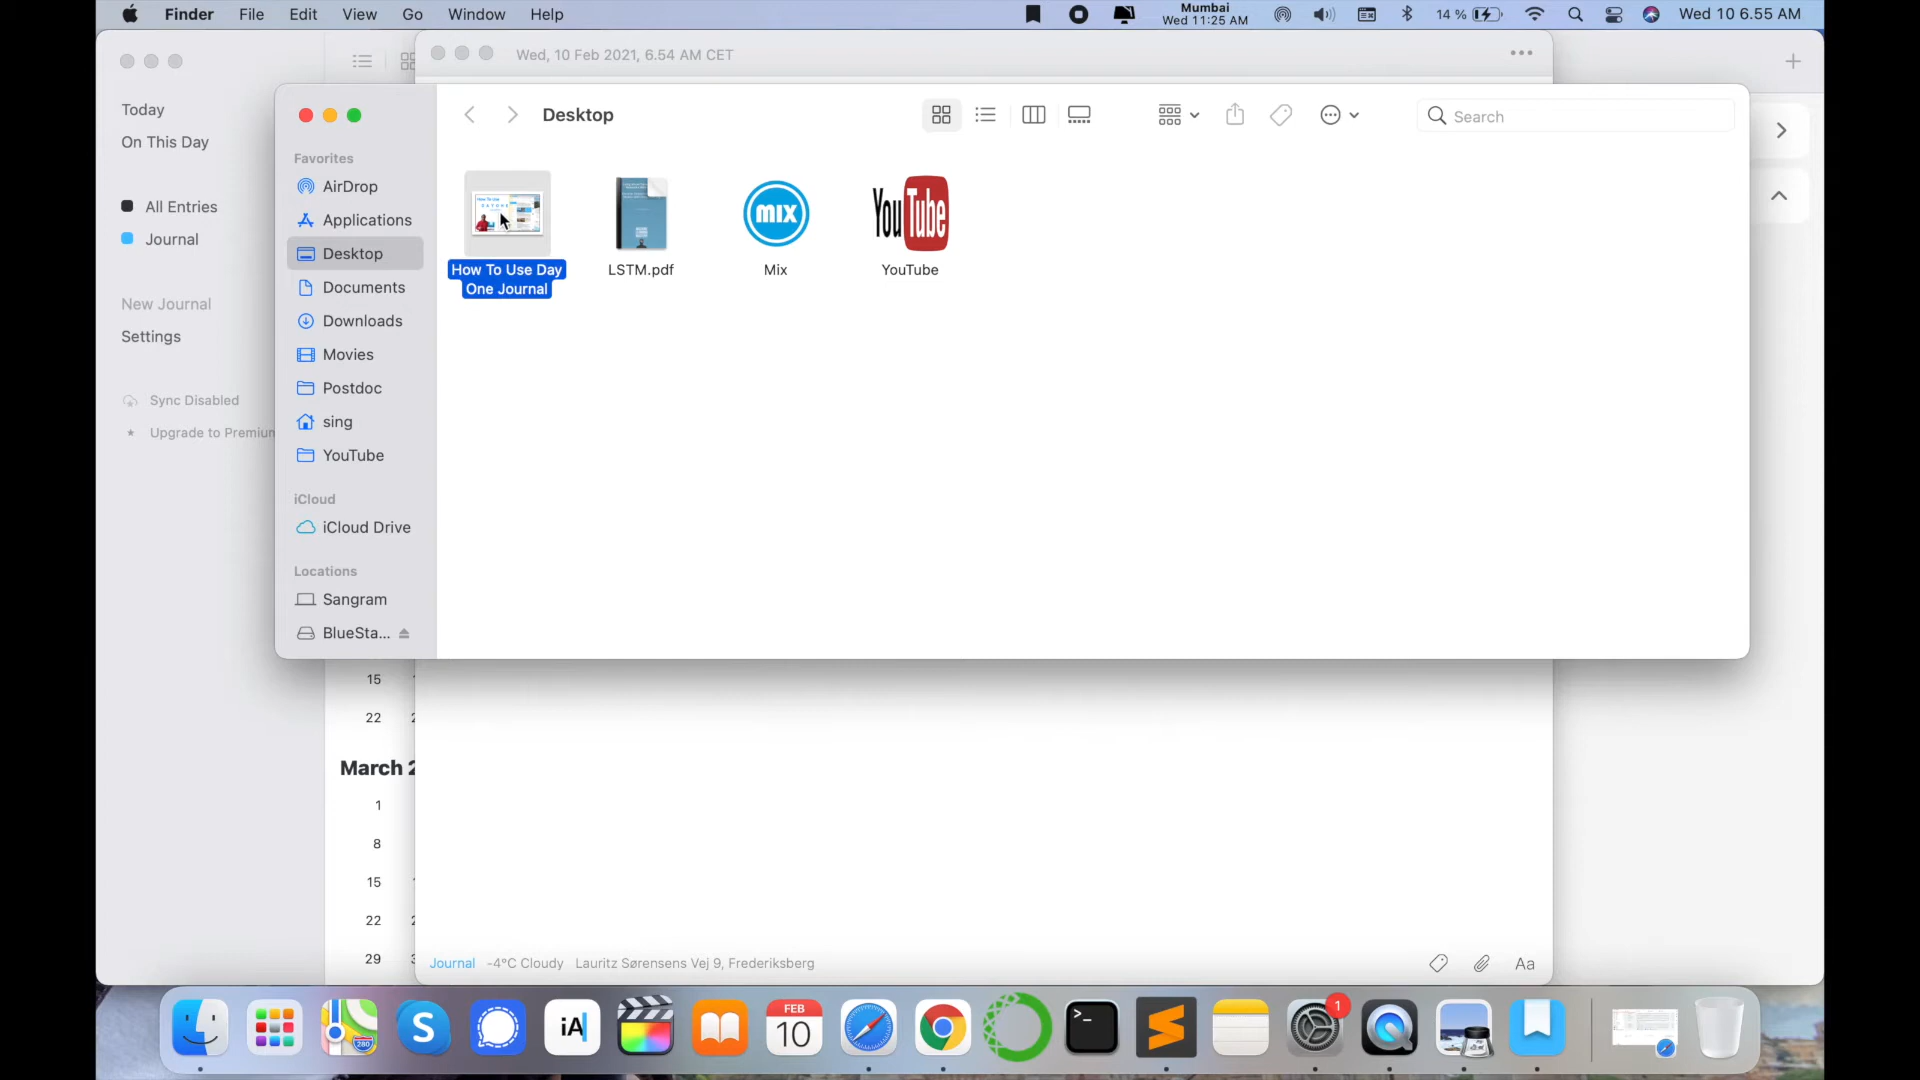 Finder File Edit View Go Window Help
Mumbai
Wed 11:25 AM
14 %
Wed 10 6.55 AM
Wed, 10 Feb 2021, 6.54 AM CET
Today
On This Day
All Entries
Journal
New Journal
Settings
Sync Disabled
Upgrade to Premium
Desktop
Search
Favorites
AirDrop
Applications
Desktop
Documents
Downloads
Movies
Postdoc
sing
YouTube
iCloud
iCloud Drive
Locations
Sangram
BlueSta...
How To Use Day
One Journal
LSTM.pdf
mix
Mix
YouTube
YouTube
15
22
March 2
1
8
15
22
29
Journal -4°C Cloudy Lauritz Sørensens Vej 9, Frederiksberg
Aa
S
iA
FEB
10
280
1